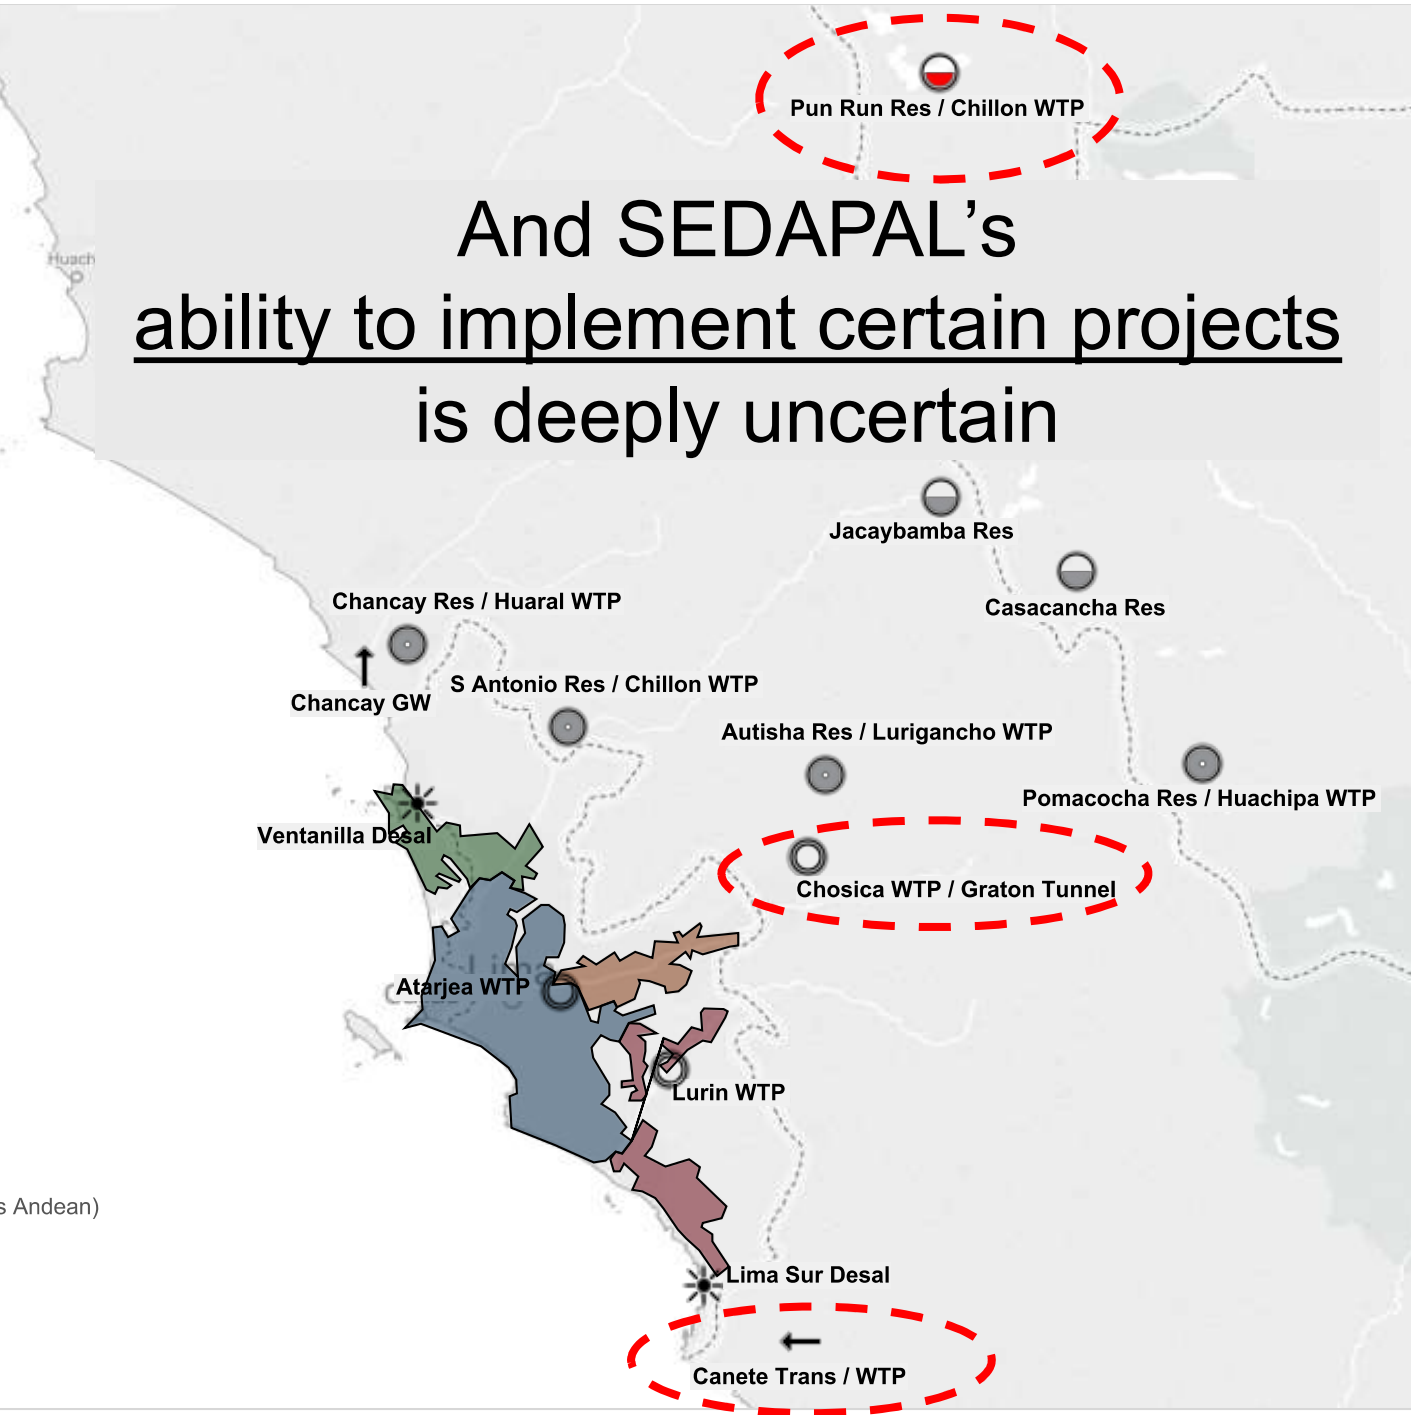 Pun Run Res / Chillon WTP
And SEDAPAL’s
ability to implement certain projects
is deeply uncertain
Huach
Jacaybamba Res
Casacancha Res
Chancay Res / Huaral WTP
S Antonio Res / Chillon WTP
Chancay GW
Autisha Res / Lurigancho WTP
Pomacocha Res / Huachipa WTP
Ventanilla Desal
Chosica WTP / Graton Tunnel
Lima
Atarjea WTP
Lurin WTP
s Andean)
Lima Sur Desal
Canete Trans / WTP